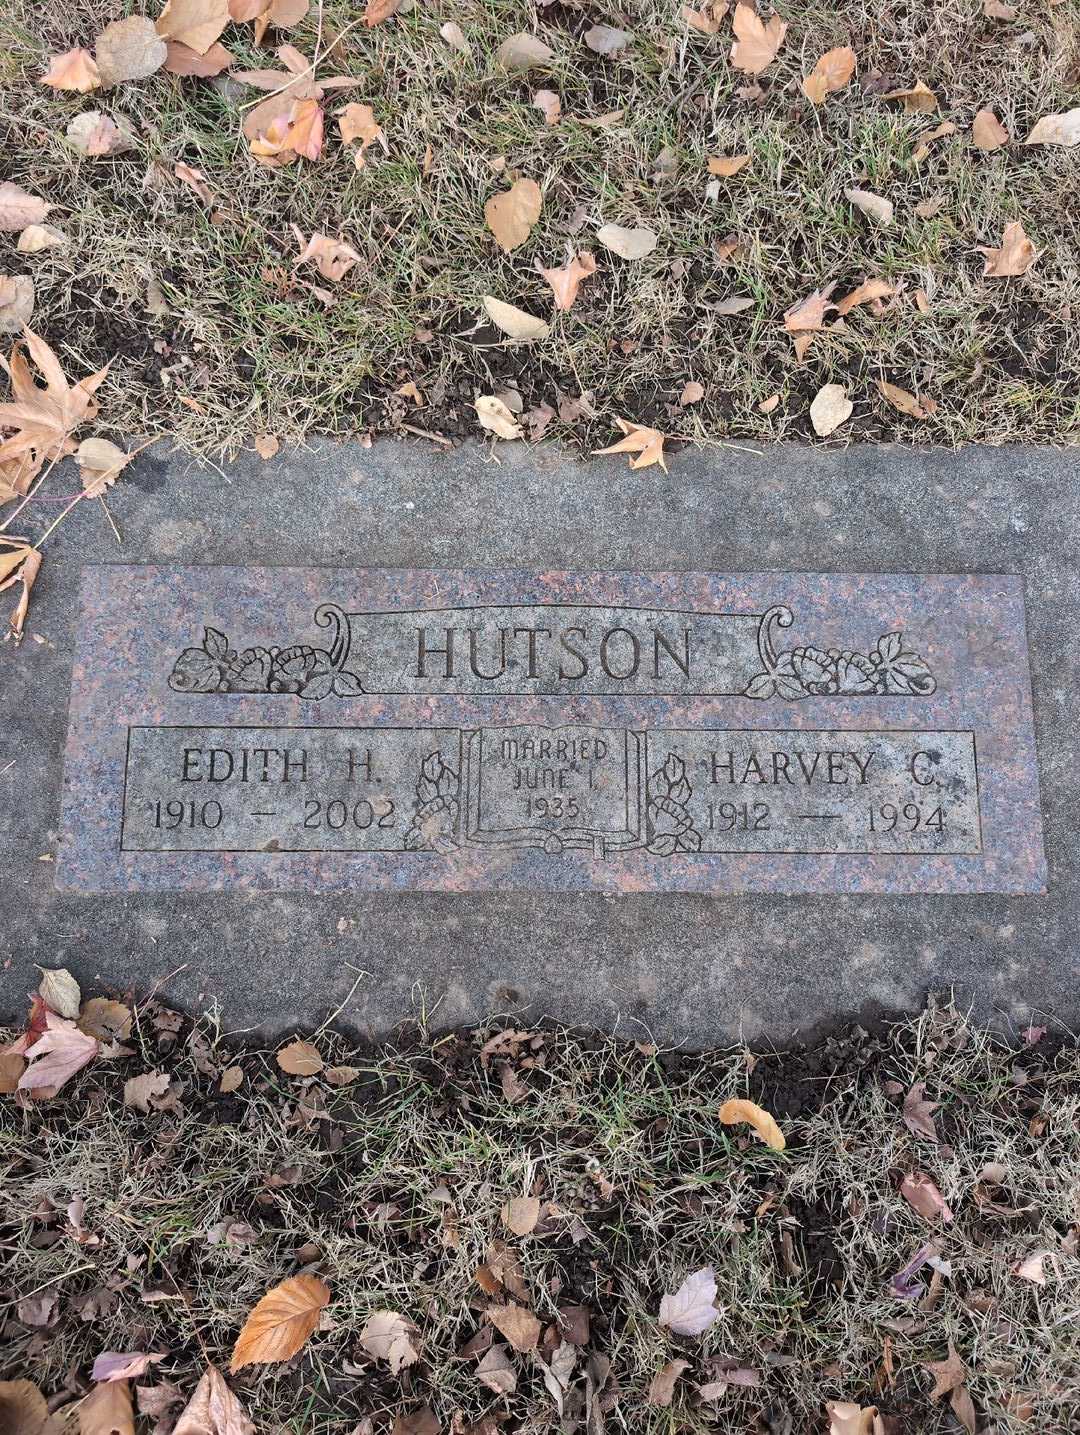 HUTSON
EDITH H.
1910 — 2002
MARRIED
JUNE 1
1935
HARVEY C.
1912 — 1994